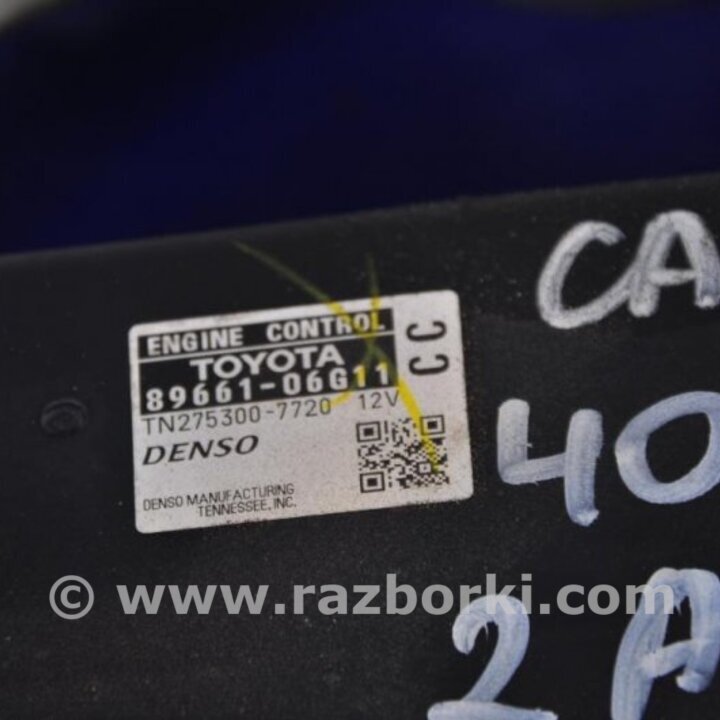 ENGINE CONTROL
TOYOTA
89661-06G11
CC
TN275300-7720 12V
DENSO
DENSO MANUFACTURING
TENNESSEE, INC.
CA
40
2A
© www.razborki.com